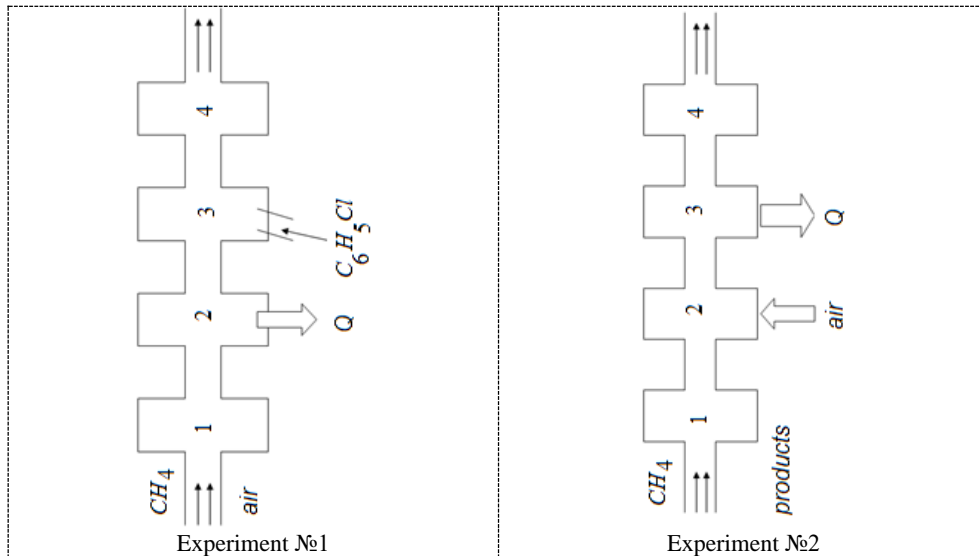 4
3
C6H5Cl
2
Q
1
CH4
air
Experiment №1
4
3
Q
2
air
1
CH4
products
Experiment №2